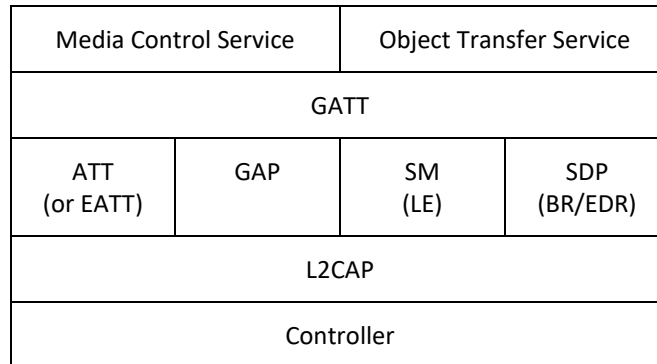 Media Control Service
Object Transfer Service
GATT
ATT
(or EATT)
GAP
SM
(LE)
SDP
(BR/EDR)
L2CAP
Controller